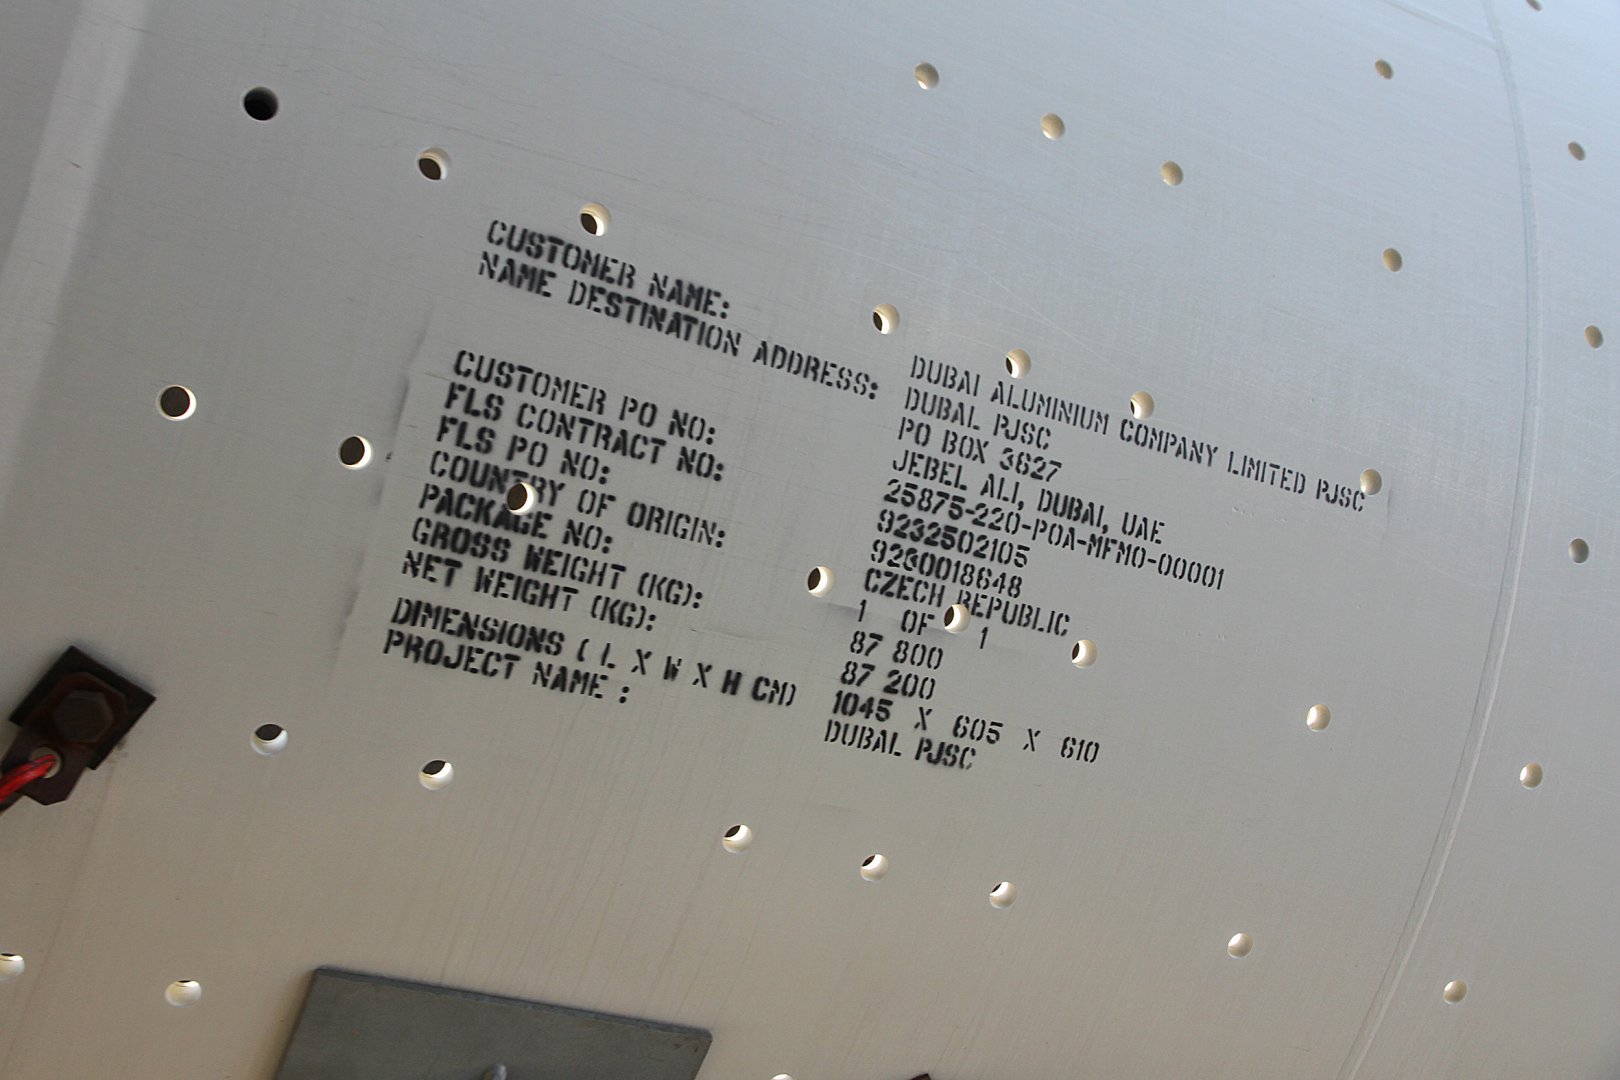 CUSTOMER NAME: DUBAI ALUMINIUM COMPANY LIMITED PJSC
NAME DESTINATION ADDRESS: DUBAL PJSC
PO BOX 3627
JEBEL ALI, DUBAI, UAE
CUSTOMER PO NO: 25875-220-POA-MFMO-00001
FLS CONTRACT NO: 9232502105
FLS PO NO: 9200018648
COUNTRY OF ORIGIN: CZECH REPUBLIC
PACKAGE NO: 1 OF 1
GROSS WEIGHT (KG): 87 800
NET WEIGHT (KG): 87 200
DIMENSIONS ( L X W X H CM) 1045 X 605 X 610
PROJECT NAME : DUBAL PJSC